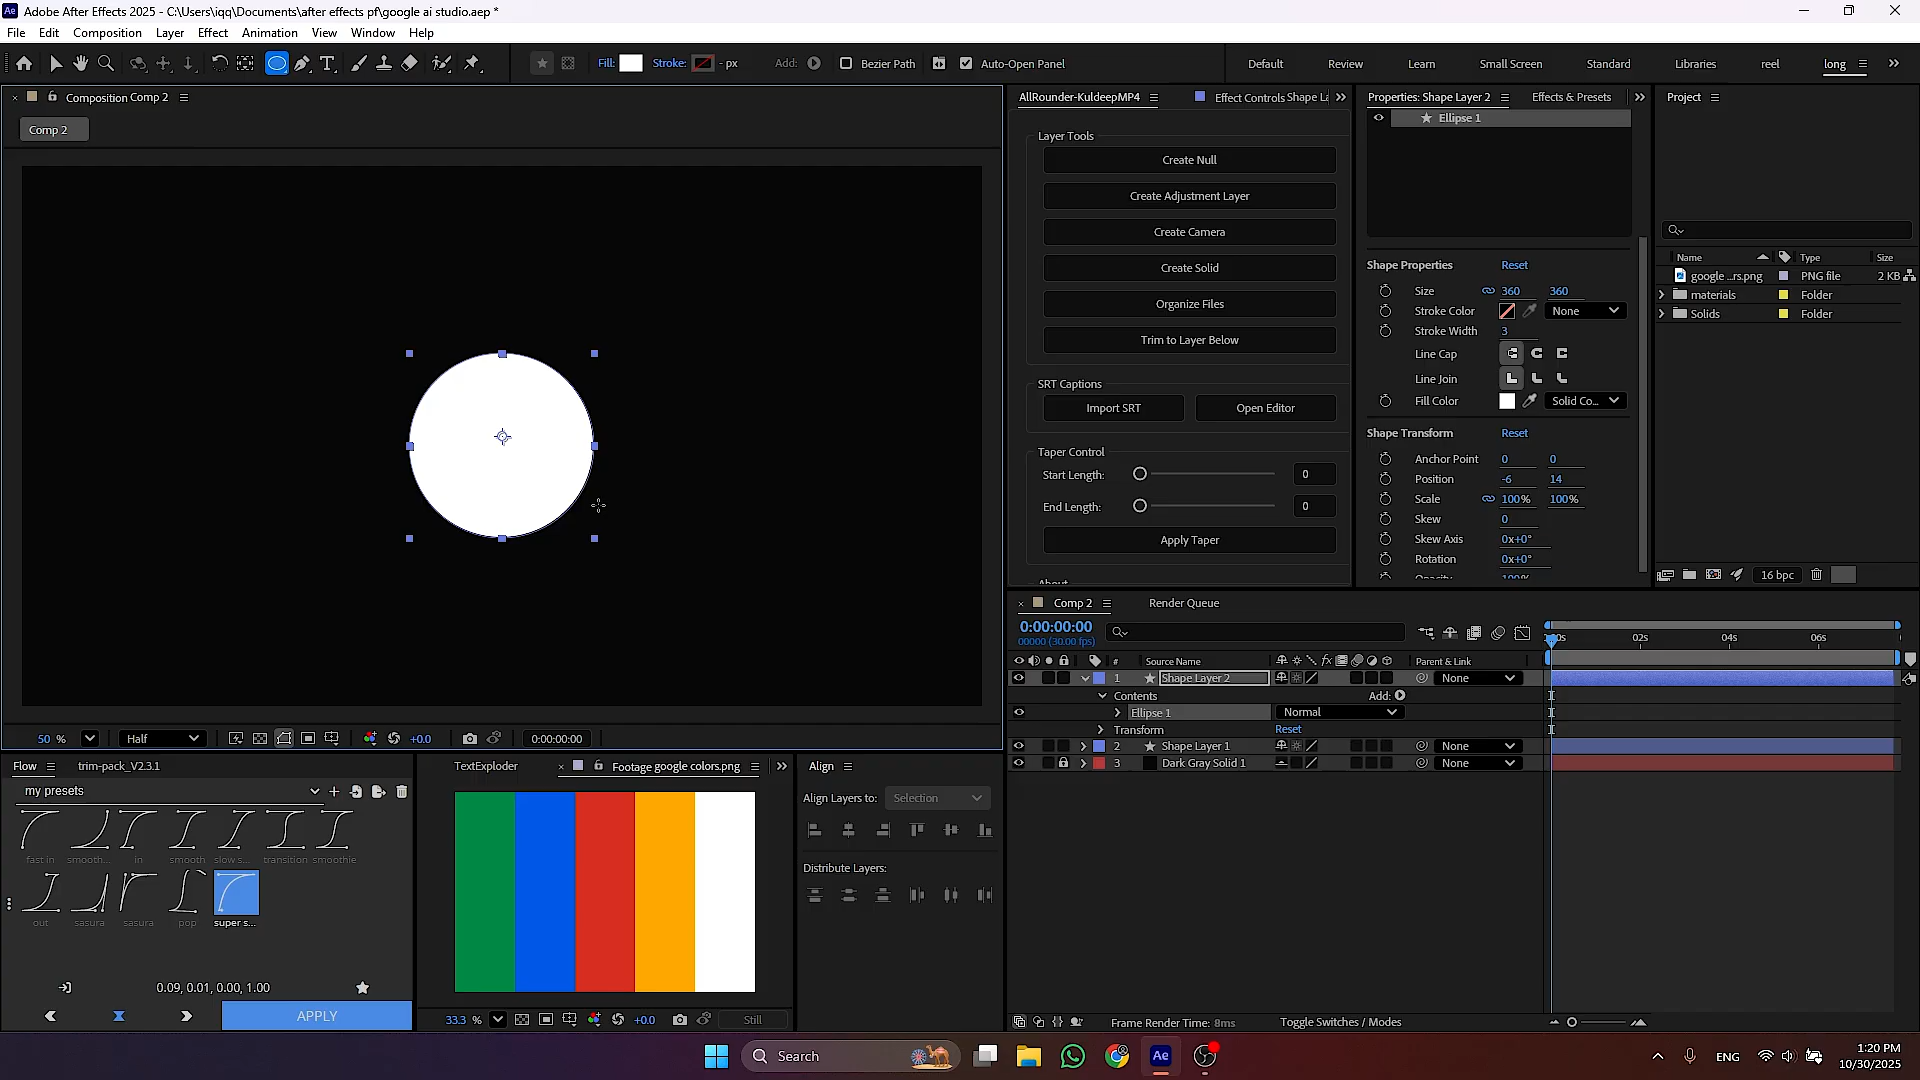 Adobe After Effects 2025 - C:\Users\iqq\Documents\after effects pf\google ai studio.aep *
File Edit Composition Layer Effect Animation View Window Help
Fill: Stroke: - px Add: Bezier Path Auto-Open Panel
Default Review Learn Small Screen Standard Libraries reel long
Composition Comp 2
Comp 2
50 % Half +0.0 0:00:00:00
AllRounder-KuldeepMP4 Effect Controls Shape La
Layer Tools
Create Null
Create Adjustment Layer
Create Camera
Create Solid
Organize Files
Trim to Layer Below
SRT Captions
Import SRT Open Editor
Taper Control
Start Length: 0
End Length: 0
Apply Taper
About
Properties: Shape Layer 2 Effects & Presets
Ellipse 1
Shape Properties Reset
Size 360 360
Stroke Color None
Stroke Width 3
Line Cap
Line Join
Fill Color Solid Co...
Shape Transform Reset
Anchor Point 0 0
Position -6 14
Scale 100% 100%
Skew 0
Skew Axis 0x+0°
Rotation 0x+0°
Opacity 100%
Project
Name Type Size
google ...rs.png PNG file 2 KB
materials Folder
Solids Folder
16 bpc
Comp 2 Render Queue
0:00:00:00
00000 (30.00 fps)
02s 04s 06s
# Source Name Parent & Link
1 Shape Layer 2 None
Contents Add:
Ellipse 1 Normal
Transform Reset
2 Shape Layer 1 None
3 Dark Gray Solid 1 None
Frame Render Time: 8ms Toggle Switches / Modes
Flow trim-pack_V2.3.1
my presets
fast in smooth... in smooth slow s... transition smoothie
out sasura sasura pop super s...
0.09, 0.01, 0.00, 1.00
APPLY
TextExploder Footage google colors.png
33.3 % +0.0 Still
Align
Align Layers to: Selection
Distribute Layers:
Search
ENG
1:20 PM
10/30/2025